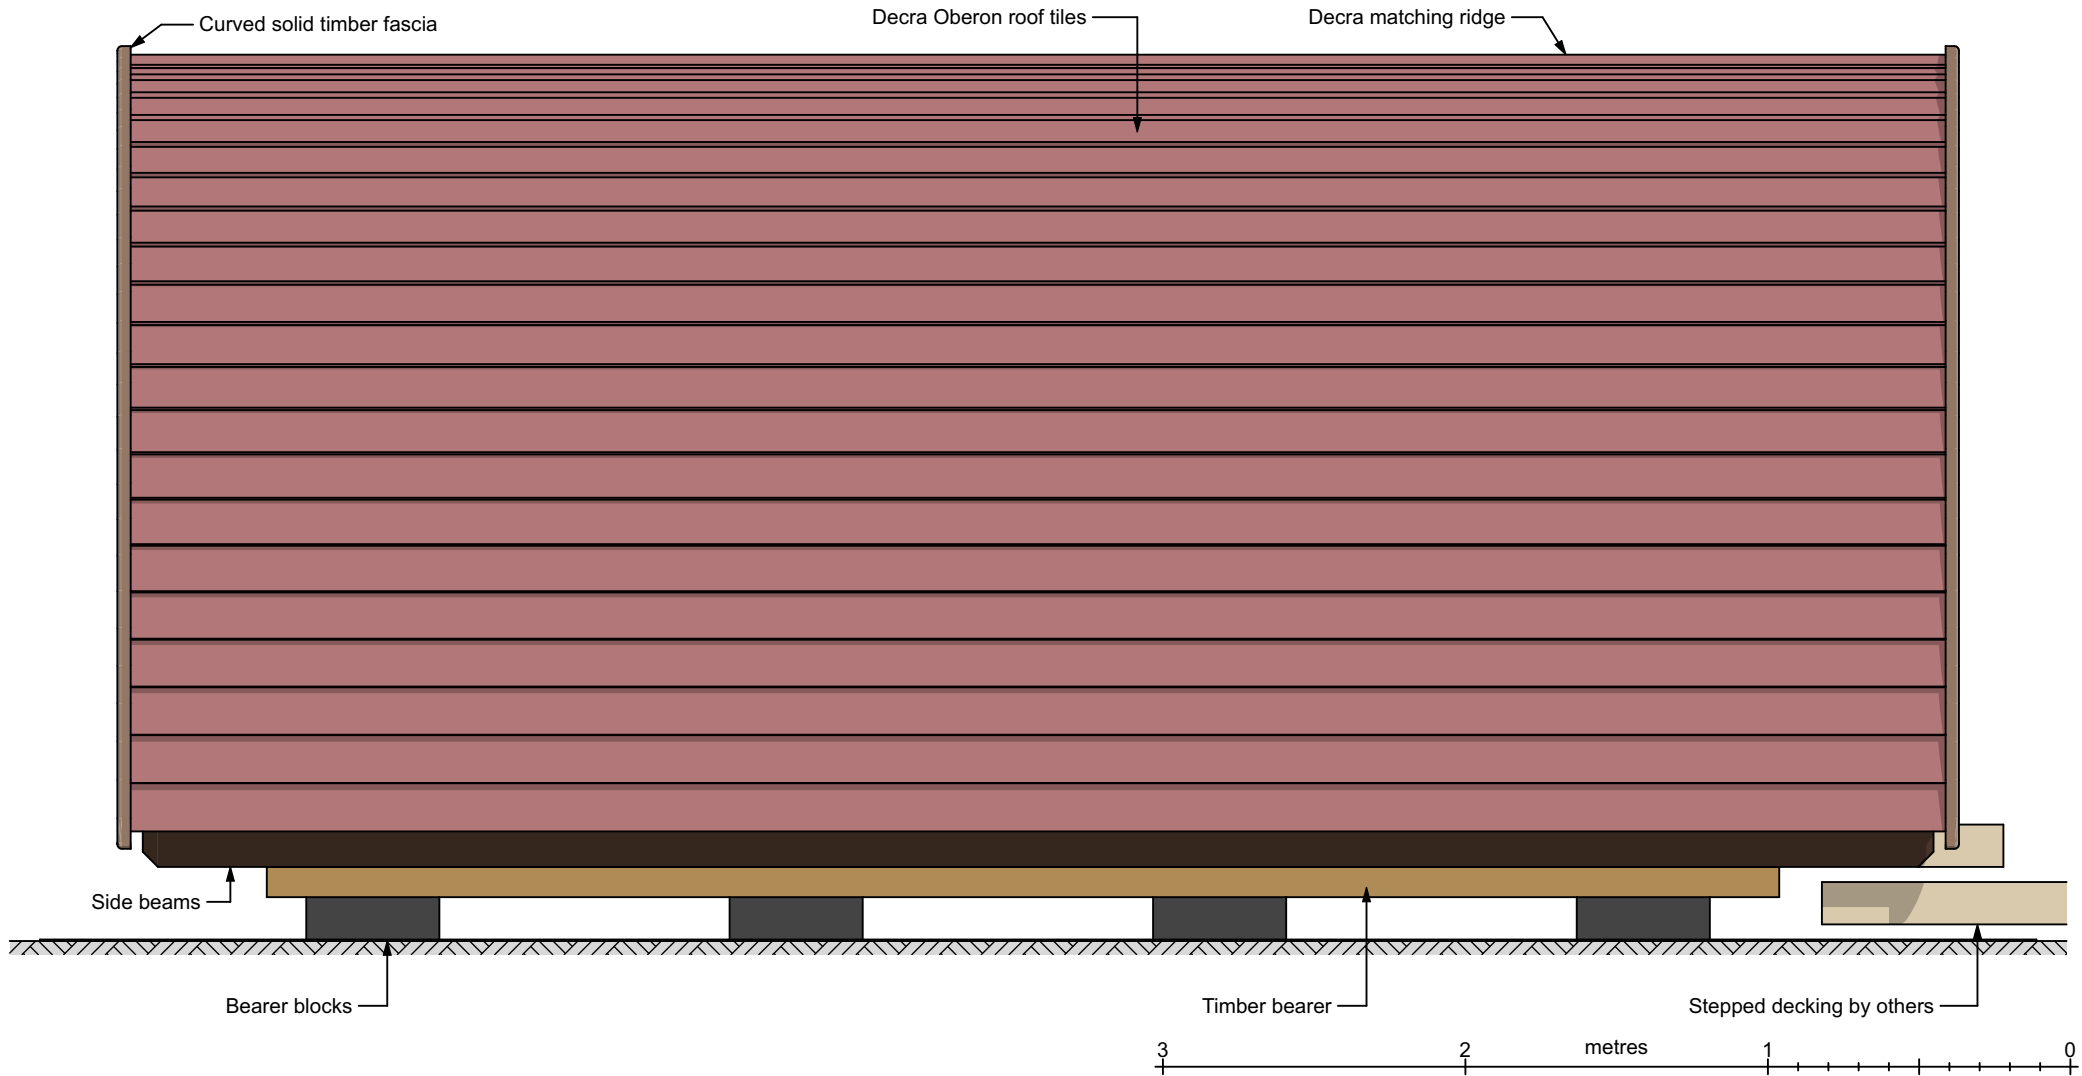 Curved solid timber fascia
Decra Oberon roof tiles
Decra matching ridge
Side beams
Bearer blocks
Timber bearer
Stepped decking by others
3 2 metres 1 0